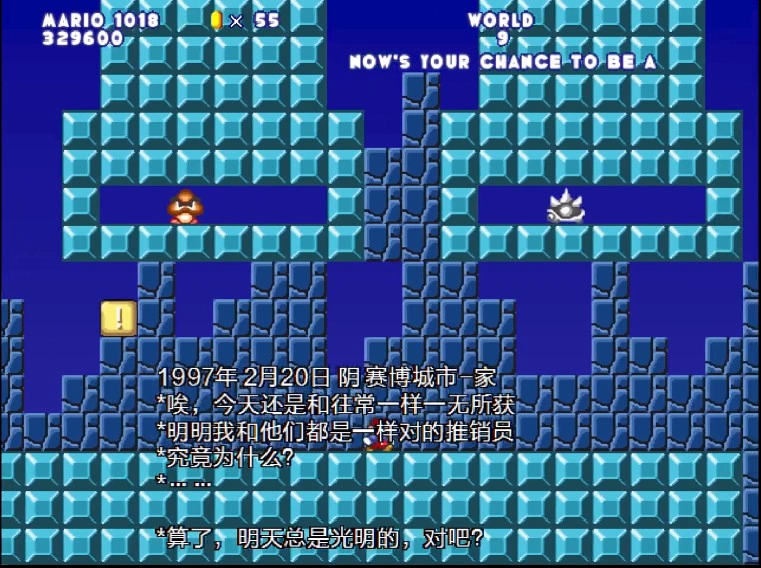 MARIO 1018
× 55
WORLD
329600
9
NOW'S YOUR CHANCE TO BE A
!
1997年2月20日 阴 赛博城市-家
*唉，今天还是和往常一样一无所获
*明明我和他们都是一样对的推销员
*究竟为什么?
*... ...
*算了，明天总是光明的，对吧?